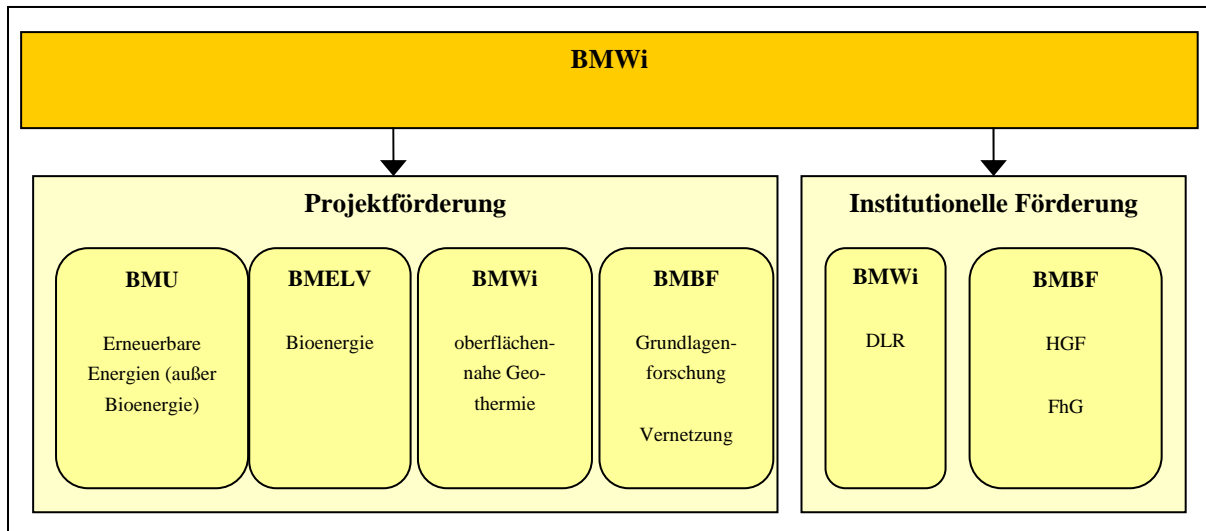 BMWi
Projektförderung
BMU
Erneuerbare
Energien (außer
Bioenergie)
BMELV
Bioenergie
BMWi
oberflächen-
nahe Geo-
thermie
BMBF
Grundlagen-
forschung
Vernetzung
Institutionelle Förderung
BMWi
DLR
BMBF
HGF
FhG